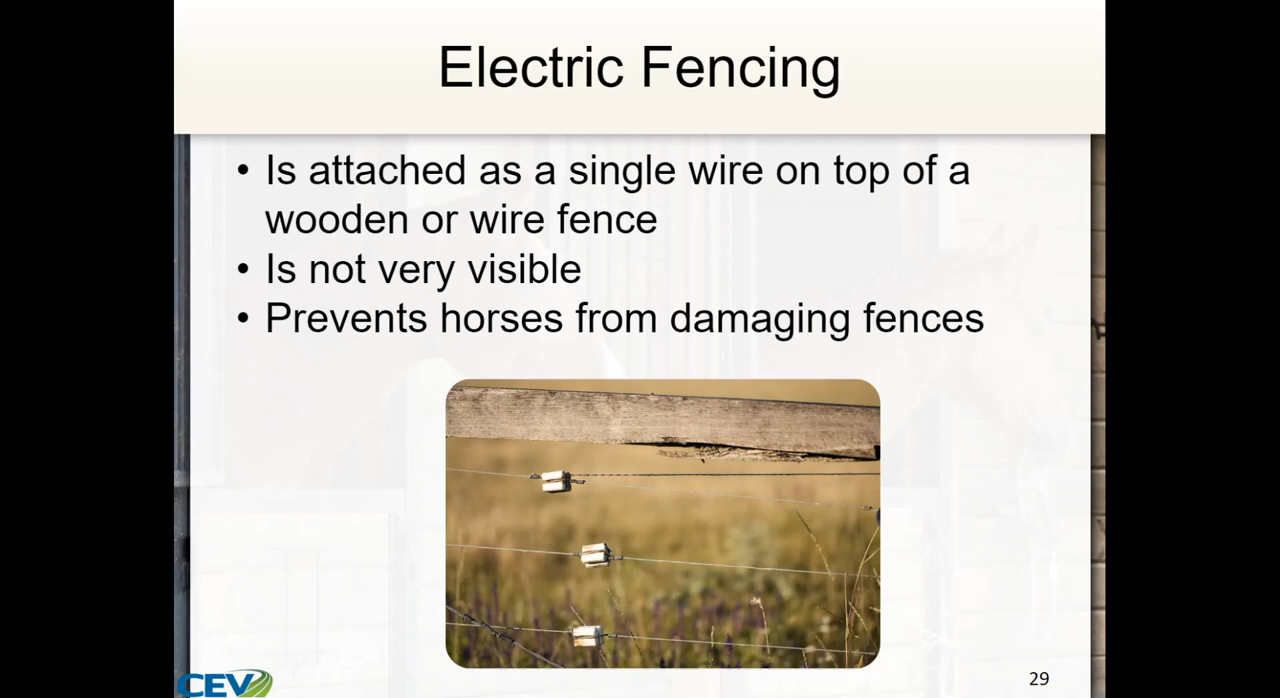 Electric Fencing
• Is attached as a single wire on top of a
wooden or wire fence
• Is not very visible
• Prevents horses from damaging fences
CEV
29